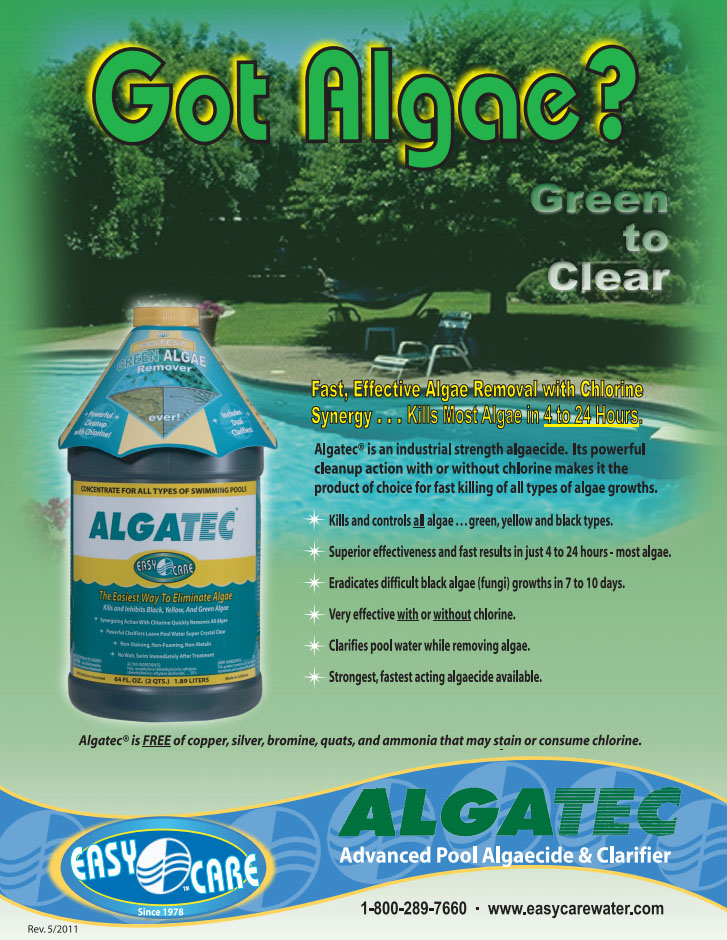 Got Algae?
Green
to
Clear
FASTEST
GREEN ALGAE
Remover
ever!
Powerful
Cleanup
with Chlorine!
Includes
Dual
Clarifiers
CONCENTRATE FOR ALL TYPES OF SWIMMING POOLS
ALGATEC
EASY CARE
The Easiest Way To Eliminate Algae
Kills and Inhibits Black, Yellow, And Green Algae
Synergizing Action With Chlorine Quickly Removes All Algae
Powerful Clarifiers Leave Pool Water Super Crystal Clear
Non-Staining, Non-Foaming, Non-Metalic
No Wait, Swim Immediately After Treatment
64 FL. OZ. (2 QTS.) 1.89 LITERS
Fast, Effective Algae Removal with Chlorine
Synergy . . . Kills Most Algae in 4 to 24 Hours.
Algatec® is an industrial strength algaecide. Its powerful
cleanup action with or without chlorine makes it the
product of choice for fast killing of all types of algae growths.
Kills and controls all algae . . . green, yellow and black types.
Superior effectiveness and fast results in just 4 to 24 hours - most algae.
Eradicates difficult black algae (fungi) growths in 7 to 10 days.
Very effective with or without chlorine.
Clarifies pool water while removing algae.
Strongest, fastest acting algaecide available.
Algatec® is FREE of copper, silver, bromine, quats, and ammonia that may stain or consume chlorine.
ALGATEC
Advanced Pool Algaecide & Clarifier
EASY CARE TM
Since 1978
1-800-289-7660 · www.easycarewater.com
Rev. 5/2011